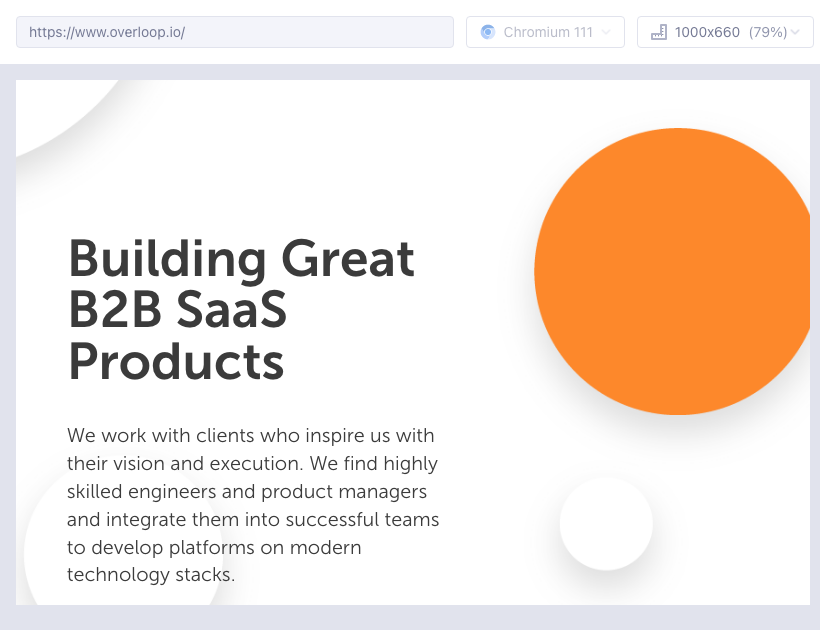 https://www.overloop.io/
Chromium 111
1000x660 (79%)
Building Great
B2B SaaS
Products
We work with clients who inspire us with
their vision and execution. We find highly
skilled engineers and product managers
and integrate them into successful teams
to develop platforms on modern
technology stacks.